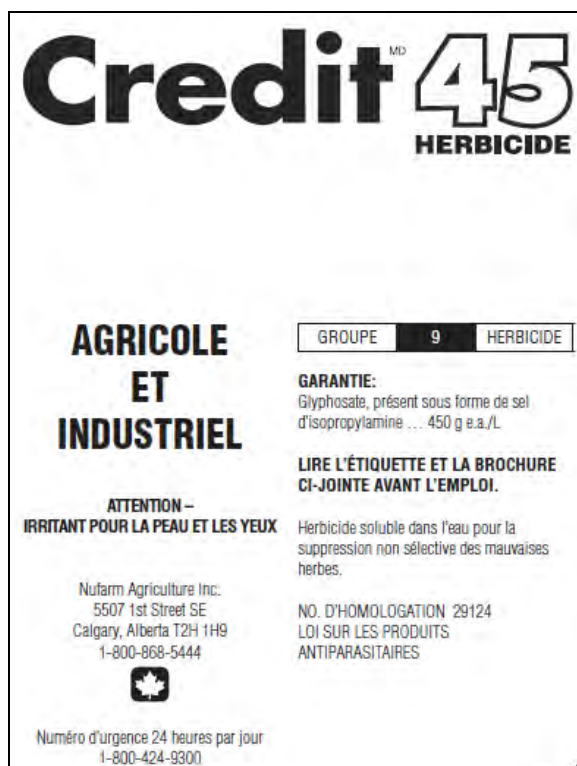 Credit MD 45
HERBICIDE
AGRICOLE
ET
INDUSTRIEL
ATTENTION –
IRRITANT POUR LA PEAU ET LES YEUX
Nufarm Agriculture Inc.
5507 1st Street SE
Calgary, Alberta T2H 1H9
1-800-868-5444
Numéro d'urgence 24 heures par jour
1-800-424-9300
GROUPE 9 HERBICIDE
GARANTIE:
Glyphosate, présent sous forme de sel
d'isopropylamine … 450 g e.a./L
LIRE L'ÉTIQUETTE ET LA BROCHURE
CI-JOINTE AVANT L'EMPLOI.
Herbicide soluble dans l'eau pour la
suppression non sélective des mauvaises
herbes.
NO. D'HOMOLOGATION 29124
LOI SUR LES PRODUITS
ANTIPARASITAIRES